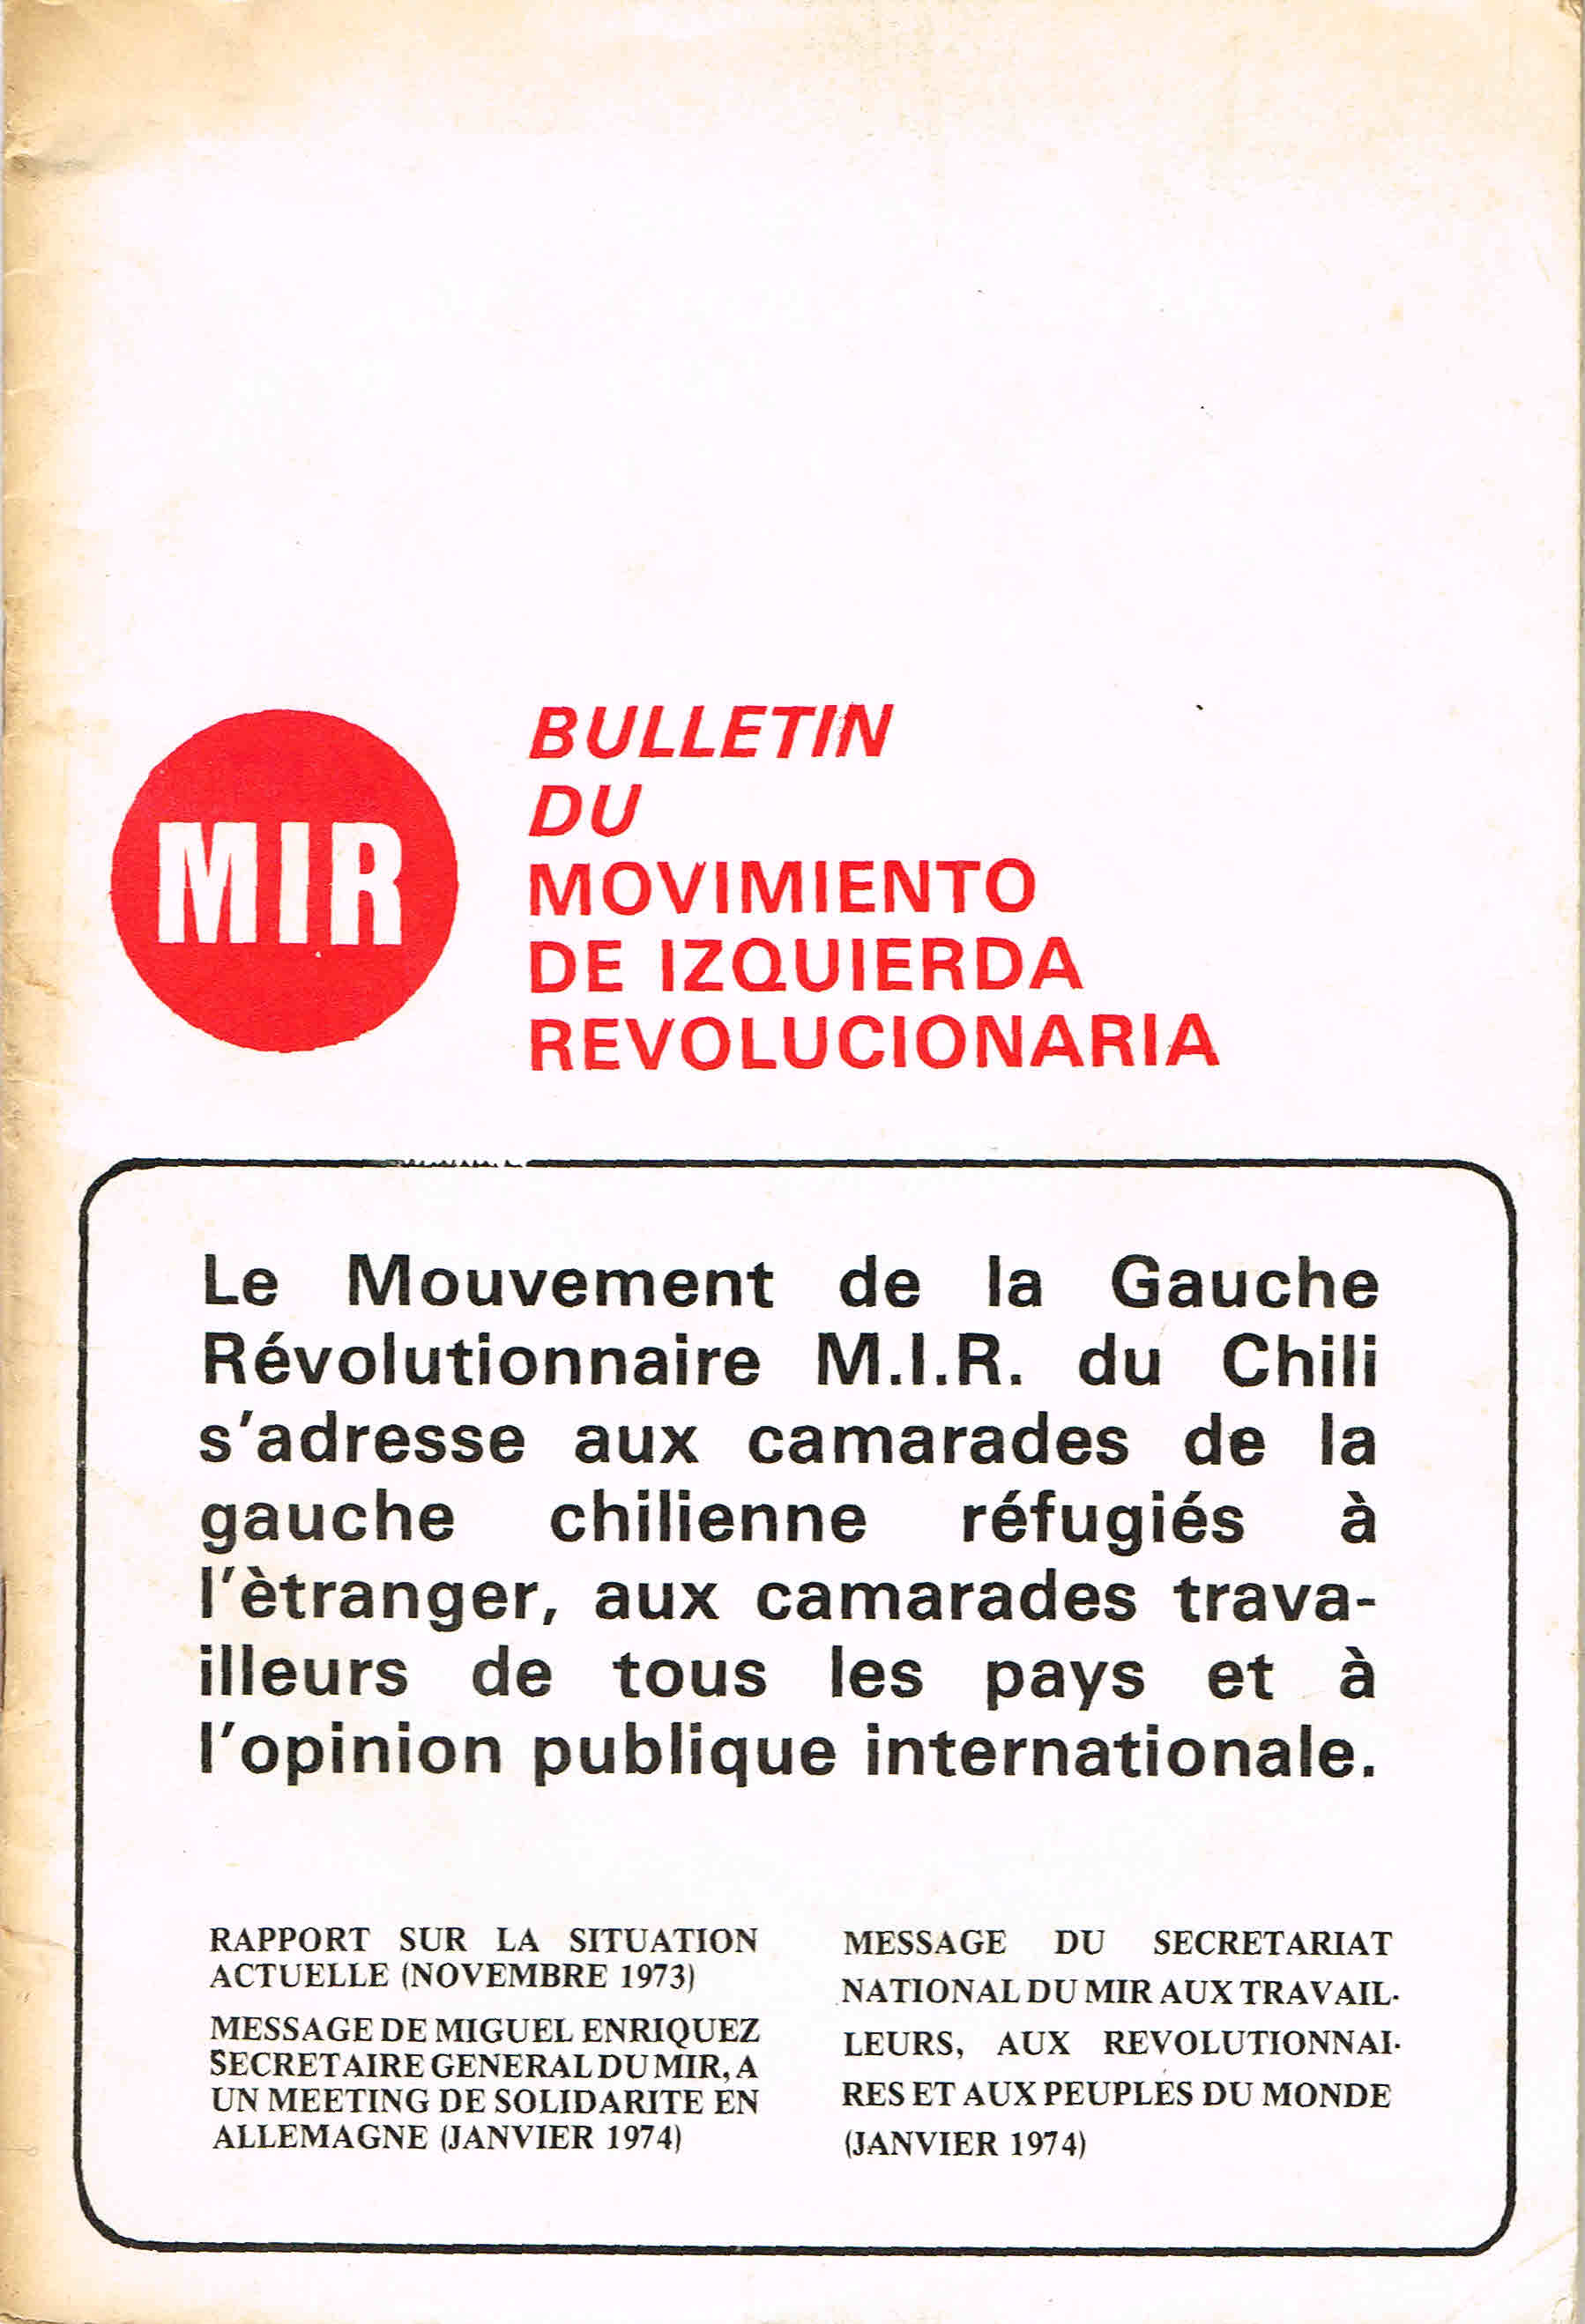 MIR
BULLETIN
DU
MOVIMIENTO
DE IZQUIERDA
REVOLUCIONARIA
Le Mouvement de la Gauche
Révolutionnaire M.I.R. du Chili
s'adresse aux camarades de la
gauche chilienne réfugiés à
l'ètranger, aux camarades trava-
illeurs de tous les pays et à
l'opinion publique internationale.
RAPPORT SUR LA SITUATION
ACTUELLE (NOVEMBRE 1973)
MESSAGE DE MIGUEL ENRIQUEZ
SECRETAIRE GENERAL DU MIR, A
UN MEETING DE SOLIDARITE EN
ALLEMAGNE (JANVIER 1974)
MESSAGE DU SECRETARIAT
NATIONAL DU MIR AUX TRAVAIL-
LEURS, AUX REVOLUTIONNAI-
RES ET AUX PEUPLES DU MONDE
(JANVIER 1974)